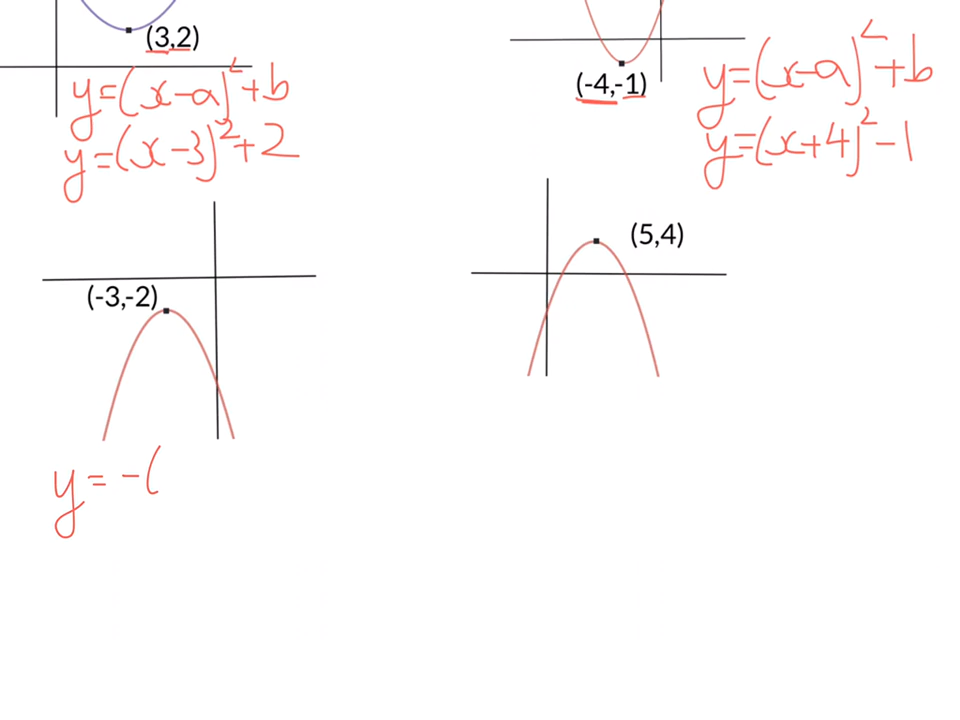 (3,2)
y=(x-a)²+b
y=(x-3)²+2
(-4,-1)
y=(x-a)²+b
y=(x+4)²-1
(-3,-2)
y=-(
(5,4)